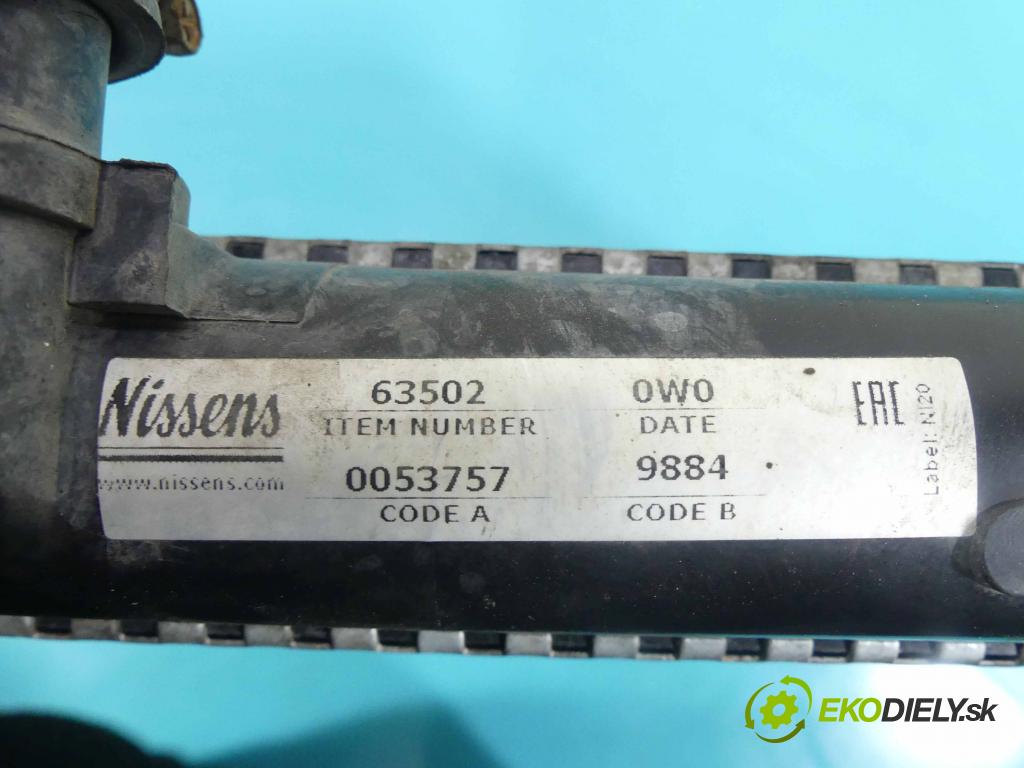 Nissens
www.nissens.com
63502
ITEM NUMBER
0053757
CODE A
0W0
DATE
9884
CODE B
EAC
Label: NI20
EKODIELY.sk